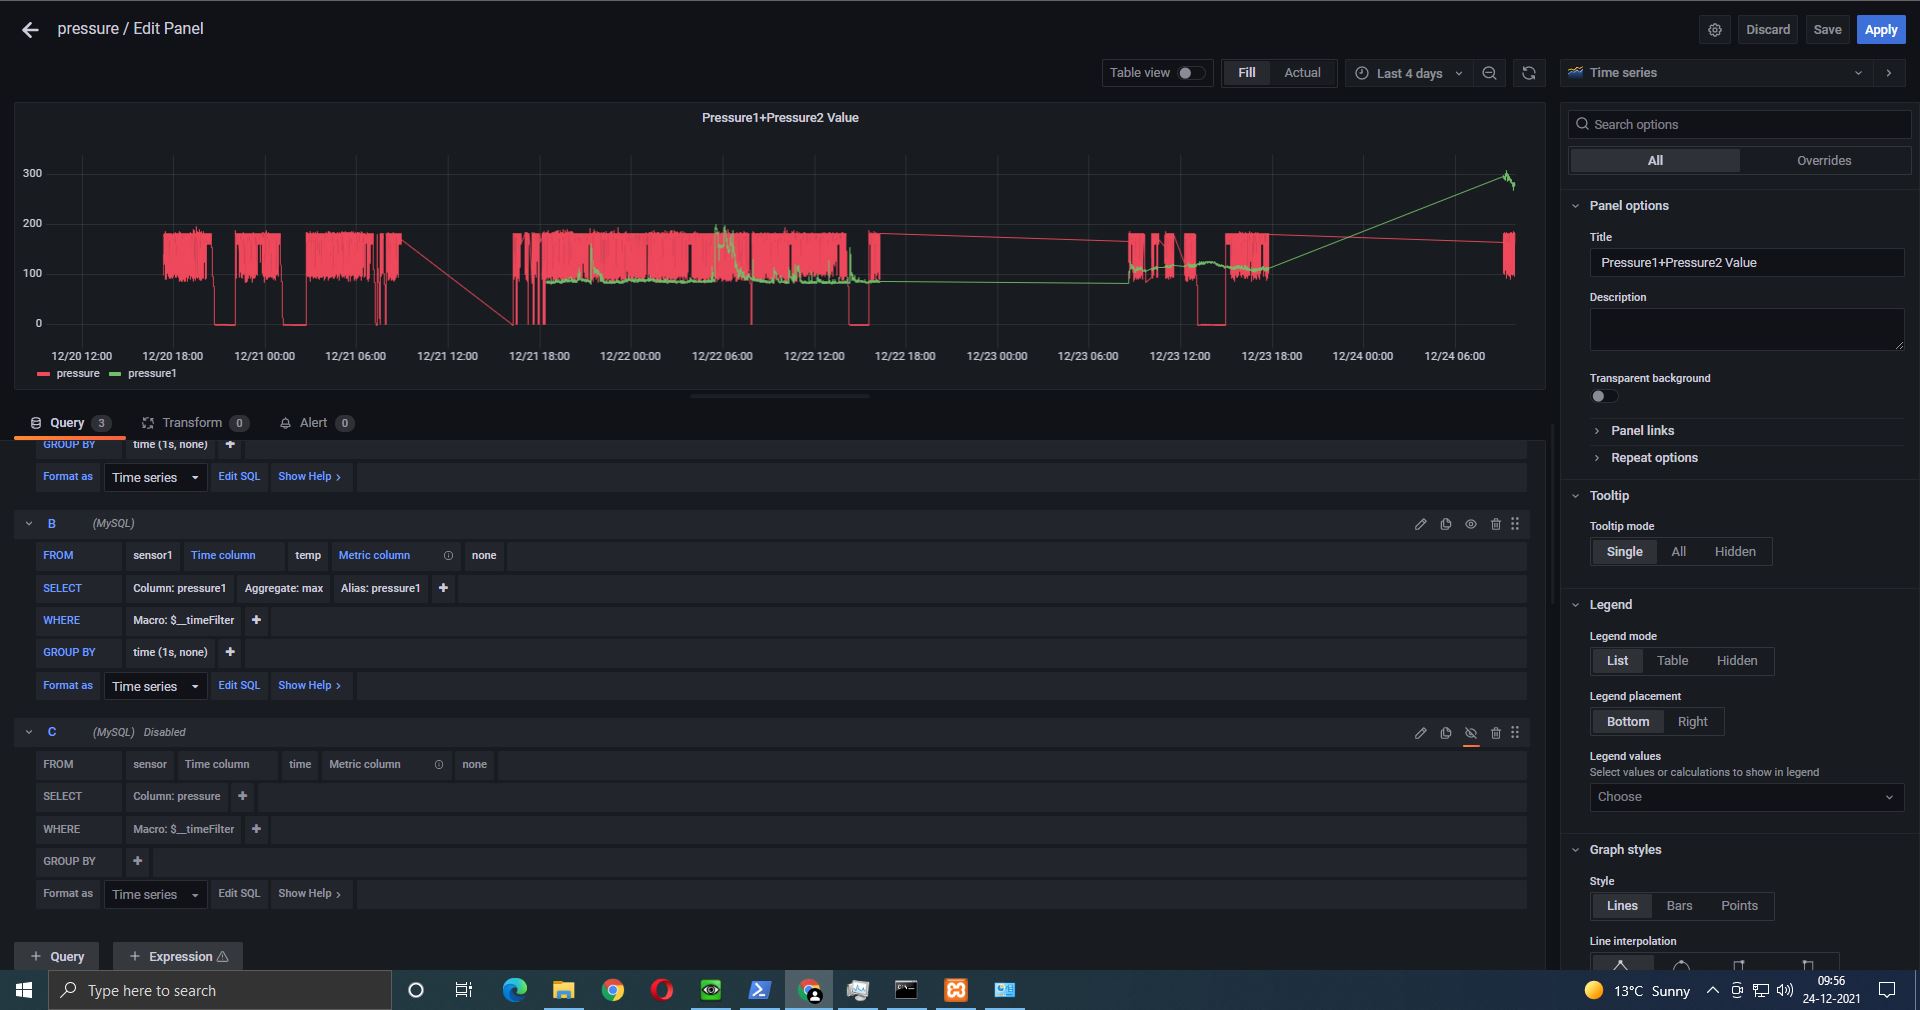 pressure / Edit Panel
Discard
Save
Apply
Table view
Fill
Actual
Last 4 days
Time series
Pressure1+Pressure2 Value
300
200
100
0
12/20 12:00
12/20 18:00
12/21 00:00
12/21 06:00
12/21 12:00
12/21 18:00
12/22 00:00
12/22 06:00
12/22 12:00
12/22 18:00
12/23 00:00
12/23 06:00
12/23 12:00
12/23 18:00
12/24 00:00
12/24 06:00
pressure
pressure1
Query 3
Transform 0
Alert 0
GROUP BY time (1s, none) +
Format as Time series Edit SQL Show Help >
B (MySQL)
FROM sensor1 Time column temp Metric column none
SELECT Column: pressure1 Aggregate: max Alias: pressure1 +
WHERE Macro: $__timeFilter +
GROUP BY time (1s, none) +
Format as Time series Edit SQL Show Help >
C (MySQL) Disabled
FROM sensor Time column time Metric column none
SELECT Column: pressure +
WHERE Macro: $__timeFilter +
GROUP BY +
Format as Time series Edit SQL Show Help >
+ Query
+ Expression
Search options
All
Overrides
Panel options
Title
Pressure1+Pressure2 Value
Description
Transparent background
Panel links
Repeat options
Tooltip
Tooltip mode
Single All Hidden
Legend
Legend mode
List Table Hidden
Legend placement
Bottom Right
Legend values
Select values or calculations to show in legend
Choose
Graph styles
Style
Lines Bars Points
Line interpolation
Type here to search
13°C Sunny
09:56
24-12-2021